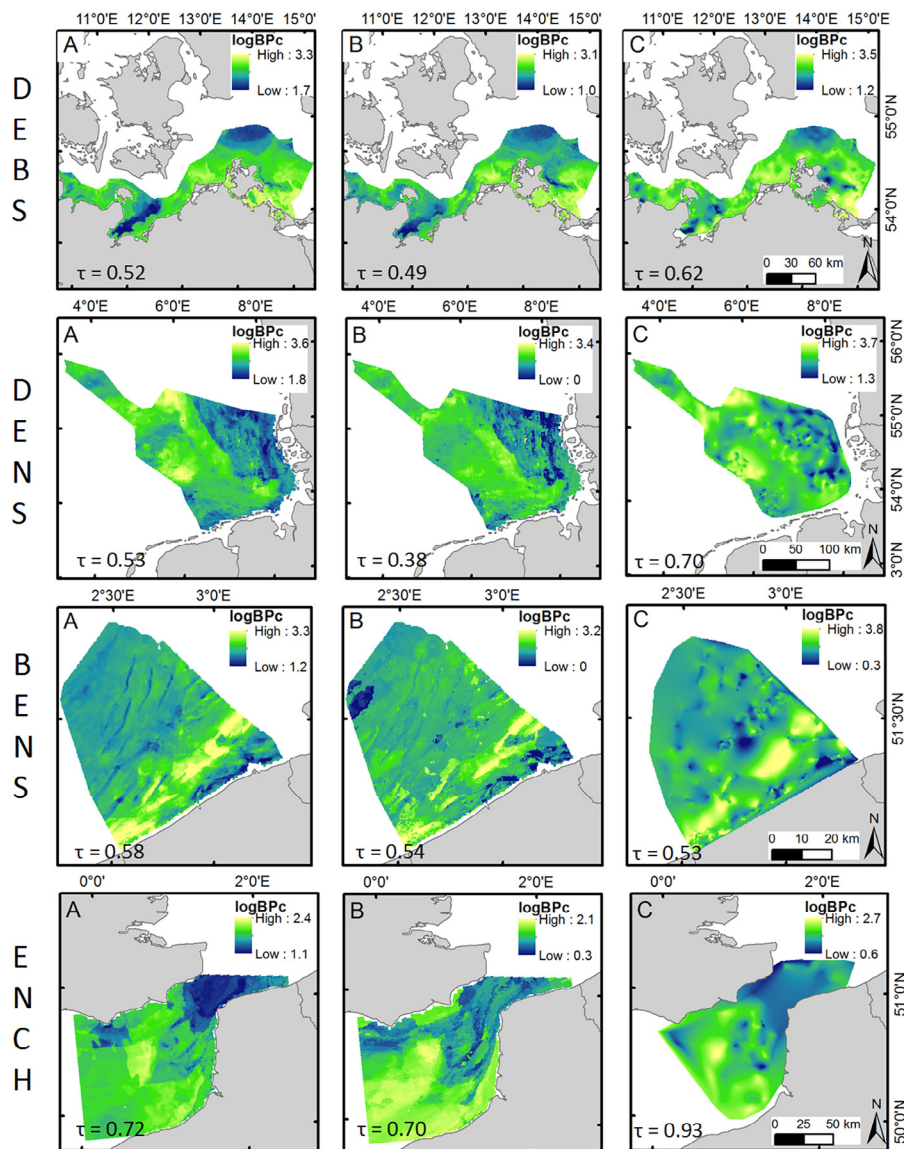 11°0'E 12°0'E 13°0'E 14°0'E 15°0'E 11°0'E 12°0'E 13°0'E 14°0'E 15°0'E 11°0'E 12°0'E 13°0'E 14°0'E 15°0'E
DEBS
A
logBPc
High : 3.3
Low : 1.7
τ = 0.52
B
logBPc
High : 3.1
Low : 1.0
τ = 0.49
C
logBPc
High : 3.5
Low : 1.2
τ = 0.62
0 30 60 km
N
55°0'N
54°0'N
4°0'E 6°0'E 8°0'E 4°0'E 6°0'E 8°0'E 4°0'E 6°0'E 8°0'E
DENS
A
logBPc
High : 3.6
Low : 1.8
τ = 0.53
B
logBPc
High : 3.4
Low : 0
τ = 0.38
C
logBPc
High : 3.7
Low : 1.3
τ = 0.70
0 50 100 km
N
56°0'N
55°0'N
54°0'N
3°0'N
2°30'E 3°0'E 2°30'E 3°0'E 2°30'E 3°0'E
BENS
A
logBPc
High : 3.3
Low : 1.2
τ = 0.58
B
logBPc
High : 3.2
Low : 0
τ = 0.54
C
logBPc
High : 3.8
Low : 0.3
τ = 0.53
0 10 20 km
N
51°30'N
0°0' 2°0'E 0°0' 2°0'E 0°0' 2°0'E
ENCH
A
logBPc
High : 2.4
Low : 1.1
τ = 0.72
B
logBPc
High : 2.1
Low : 0.3
τ = 0.70
C
logBPc
High : 2.7
Low : 0.6
τ = 0.93
0 25 50 km
N
51°0'N
50°0'N